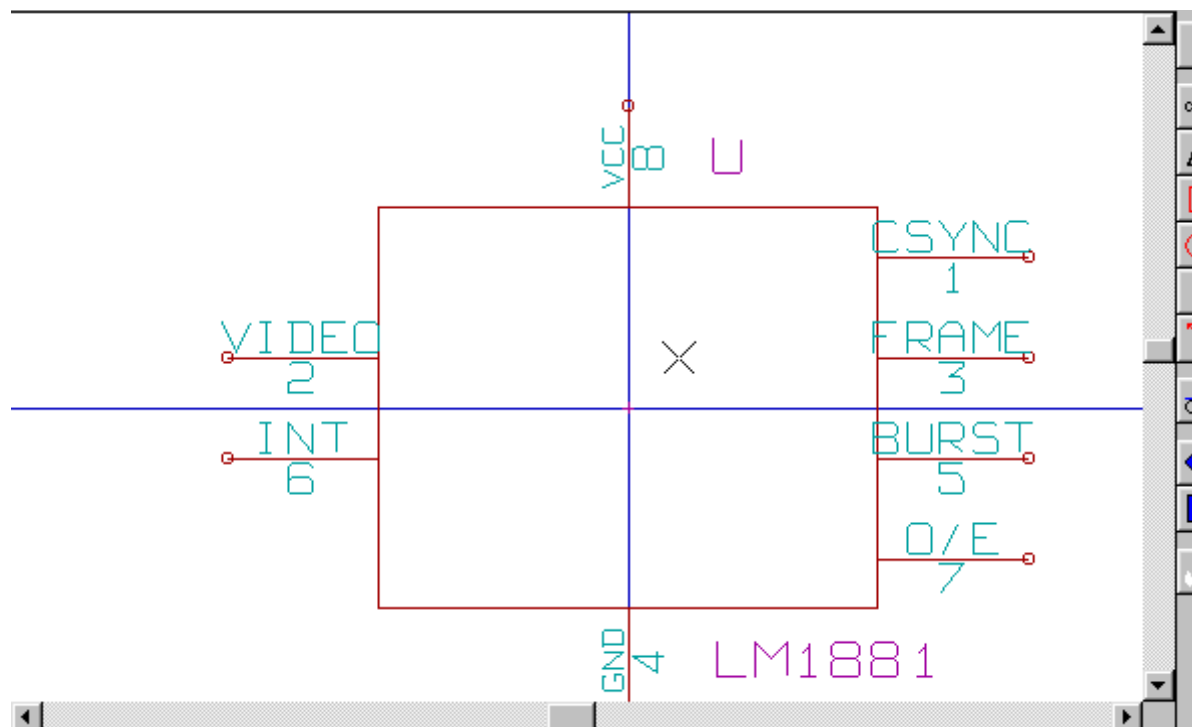 VCC
8
U
CSYNC
1
VIDEO
2
FRAME
3
INT
6
BURST
5
O/E
7
GND
4
LM1881